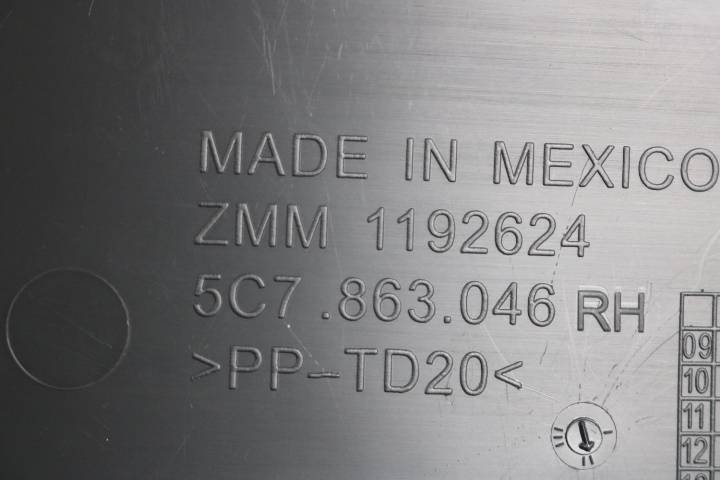 MADE IN MEXICO
ZMM 1192624
5C7.863.046 RH
>PP-TD20<
09
10
11
12